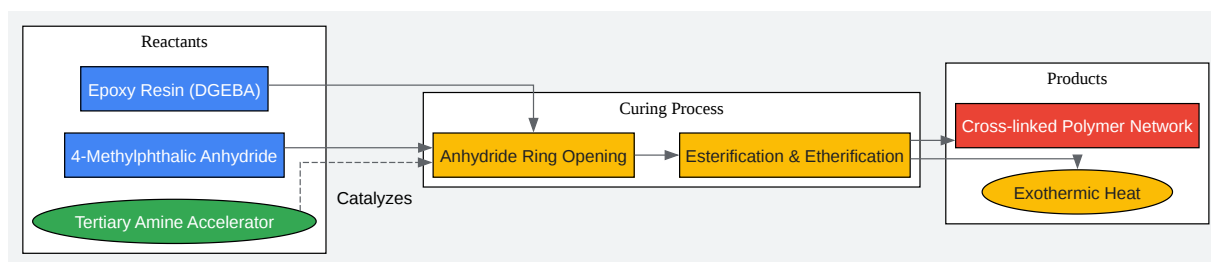 Reactants
Epoxy Resin (DGEBA)
4-Methylphthalic Anhydride
Tertiary Amine Accelerator
Catalyzes
Curing Process
Anhydride Ring Opening
Esterification & Etherification
Products
Cross-linked Polymer Network
Exothermic Heat